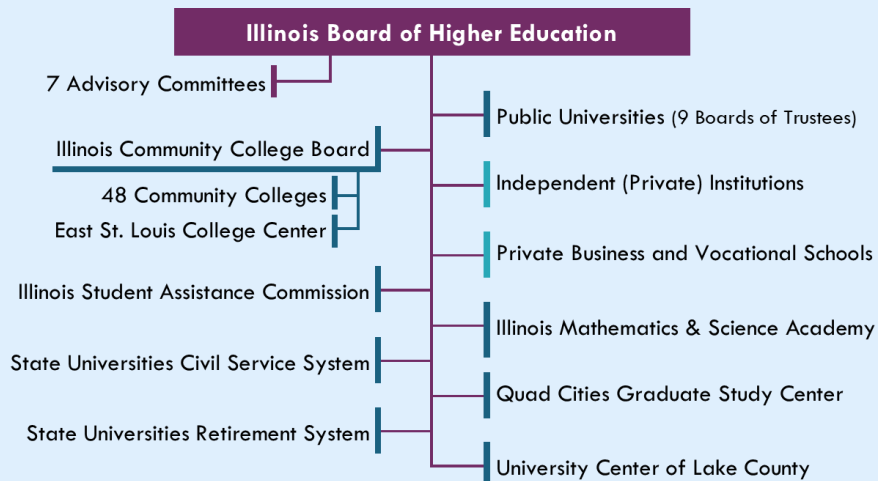 Illinois Board of Higher Education
7 Advisory Committees
Illinois Community College Board
48 Community Colleges
East St. Louis College Center
Illinois Student Assistance Commission
State Universities Civil Service System
State Universities Retirement System
Public Universities (9 Boards of Trustees)
Independent (Private) Institutions
Private Business and Vocational Schools
Illinois Mathematics & Science Academy
Quad Cities Graduate Study Center
University Center of Lake County